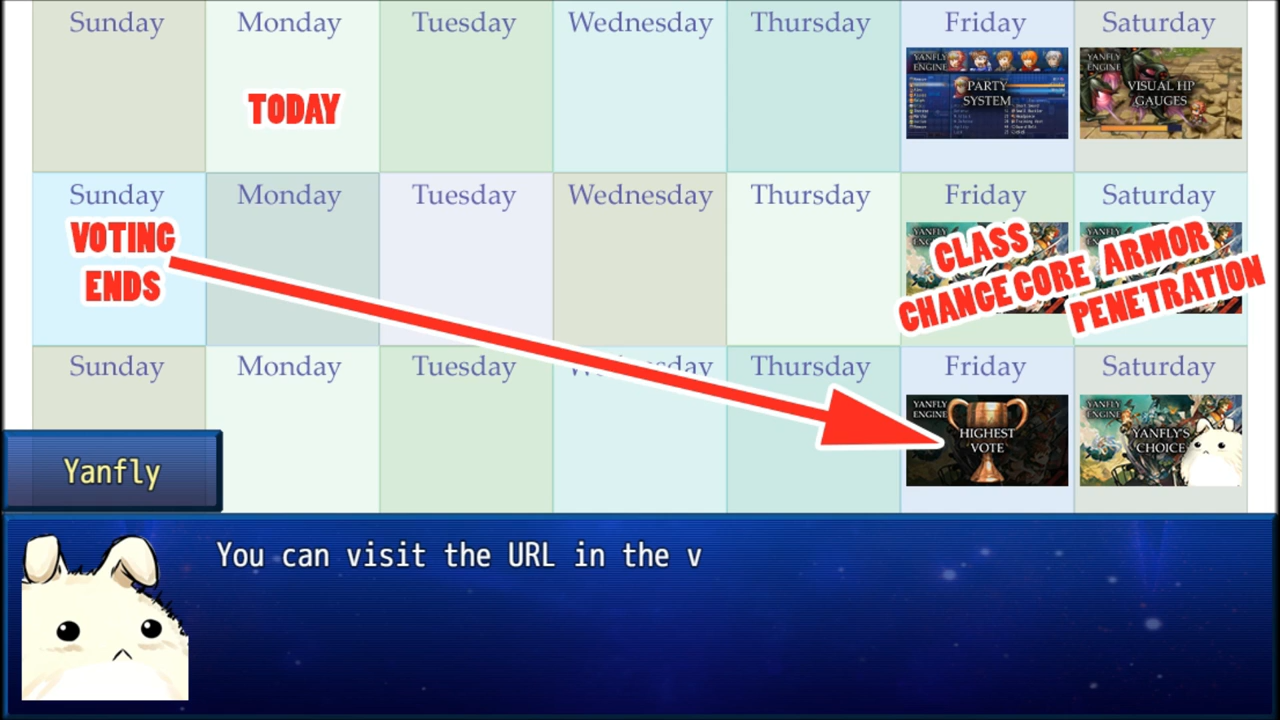 Sunday Monday Tuesday Wednesday Thursday Friday Saturday
TODAY
YANFLY
ENGINE
PARTY
SYSTEM
YANFLY
ENGINE
VISUAL HP
GAUGES
Sunday Monday Tuesday Wednesday Thursday Friday Saturday
VOTING
ENDS
CLASS
CHANGE CORE
ARMOR
PENETRATION
Sunday Monday Tuesday Wednesday Thursday Friday Saturday
YANFLY
ENGINE
HIGHEST
VOTE
YANFLY
ENGINE
YANFLY'S
CHOICE
Yanfly
You can visit the URL in the v